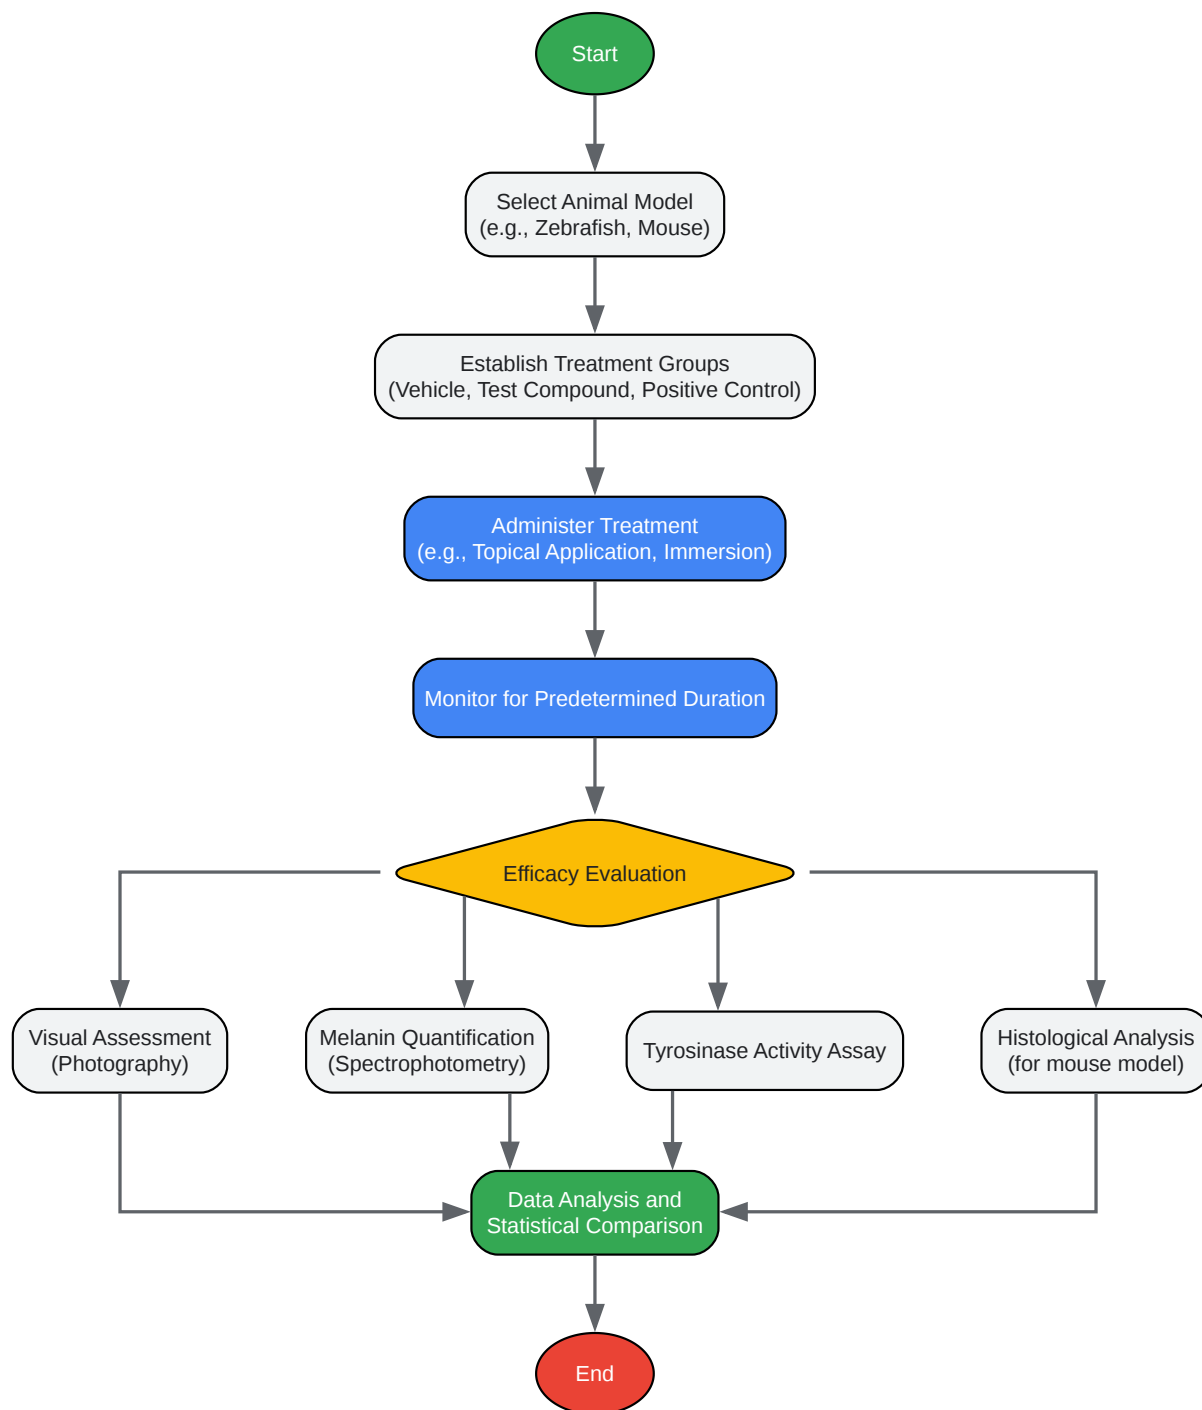 Start
Select Animal Model
(e.g., Zebrafish, Mouse)
Establish Treatment Groups
(Vehicle, Test Compound, Positive Control)
Administer Treatment
(e.g., Topical Application, Immersion)
Monitor for Predetermined Duration
Efficacy Evaluation
Visual Assessment
(Photography)
Melanin Quantification
(Spectrophotometry)
Tyrosinase Activity Assay
Histological Analysis
(for mouse model)
Data Analysis and
Statistical Comparison
End